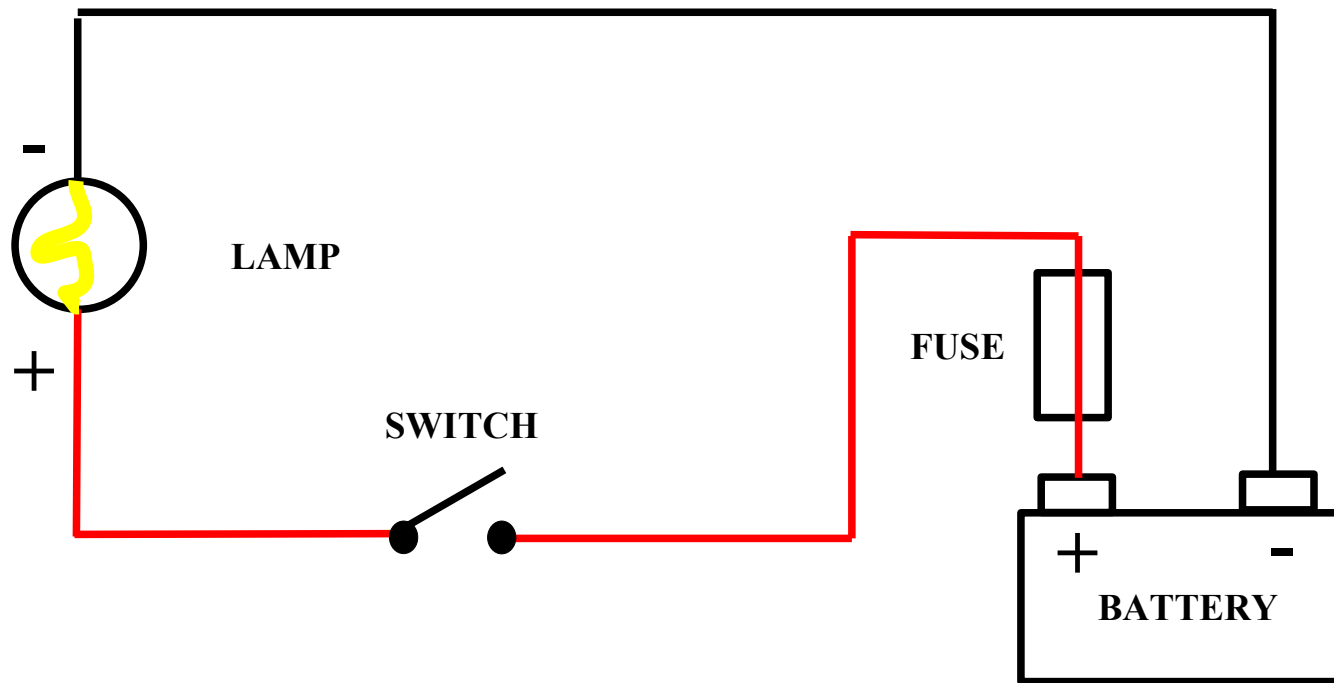 -
LAMP
+
FUSE
SWITCH
+ -
BATTERY